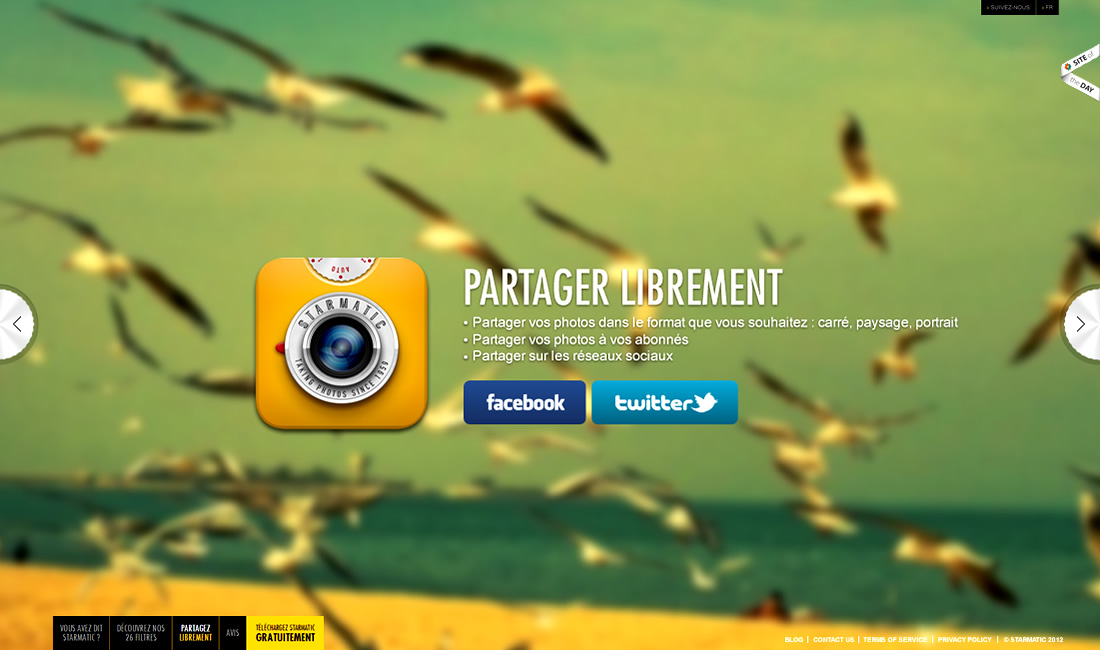 › SUIVEZ-NOUS › FR
SITE of
the DAY
AUTO
STARMATIC
TAKING PHOTOS SINCE 1959
PARTAGER LIBREMENT
• Partager vos photos dans le format que vous souhaitez : carré, paysage, portrait
• Partager vos photos à vos abonnés
• Partager sur les réseaux sociaux
facebook twitter
VOUS AVEZ DIT
STARMATIC ?
DÉCOUVREZ NOS
26 FILTRES
PARTAGEZ
LIBREMENT
AVIS
TÉLÉCHARGEZ STARMATIC
GRATUITEMENT
BLOG | CONTACT US | TERMS OF SERVICE | PRIVACY POLICY | © STARMATIC 2012